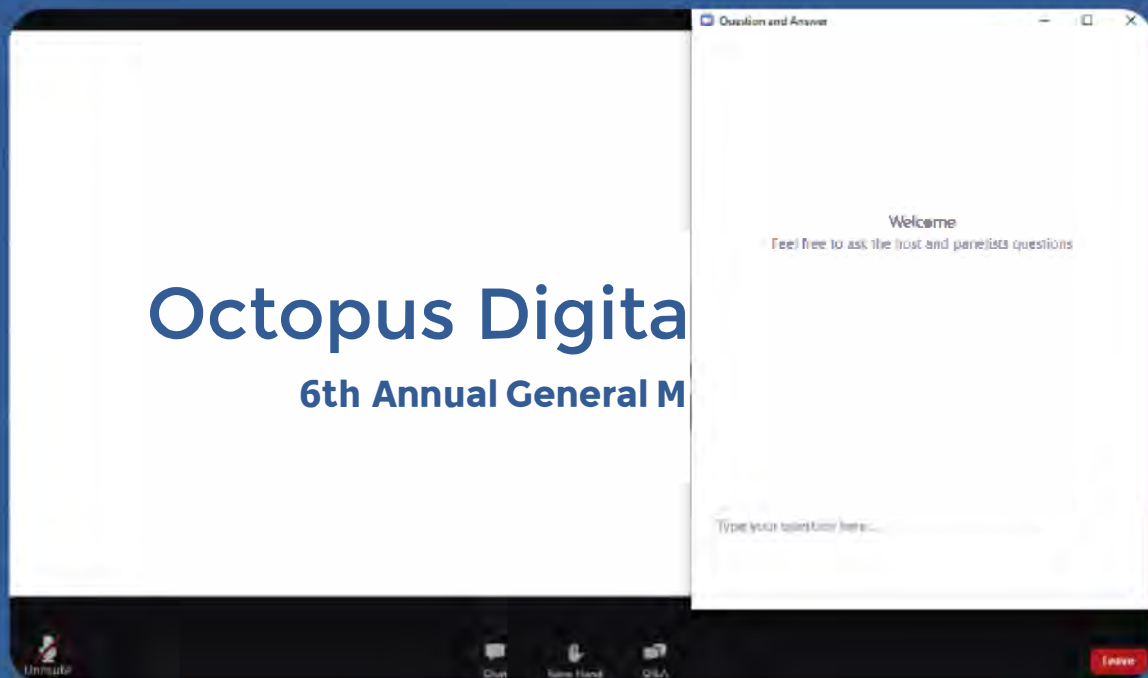 Question and Answer
Welcome
Feel free to ask the host and panelists questions
Octopus Digita
6th Annual General M
Type your question here...
Unmute
Chat
Raise Hand
Q&A
Leave